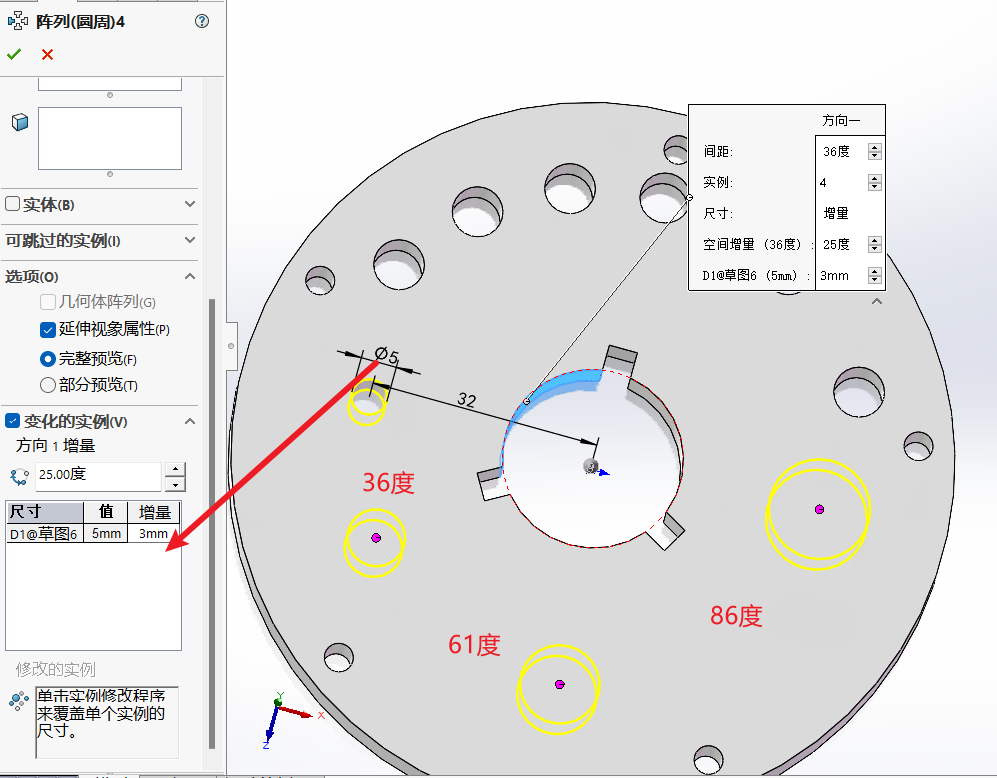 阵列(圆周)4
实体(B)
可跳过的实例(I)
选项(O)
几何体阵列(G)
延伸视象属性(P)
完整预览(F)
部分预览(T)
变化的实例(V)
方向 1 增量
25.00度
尺寸 值 增量
D1@草图6 5mm 3mm
修改的实例
单击实例修改程序
来覆盖单个实例的
尺寸。
方向一
间距: 36度
实例: 4
尺寸: 增量
空间增量 (36度) : 25度
D1@草图6 (5mm) : 3mm
Ø5
32
36度
61度
86度
Y
X
Z